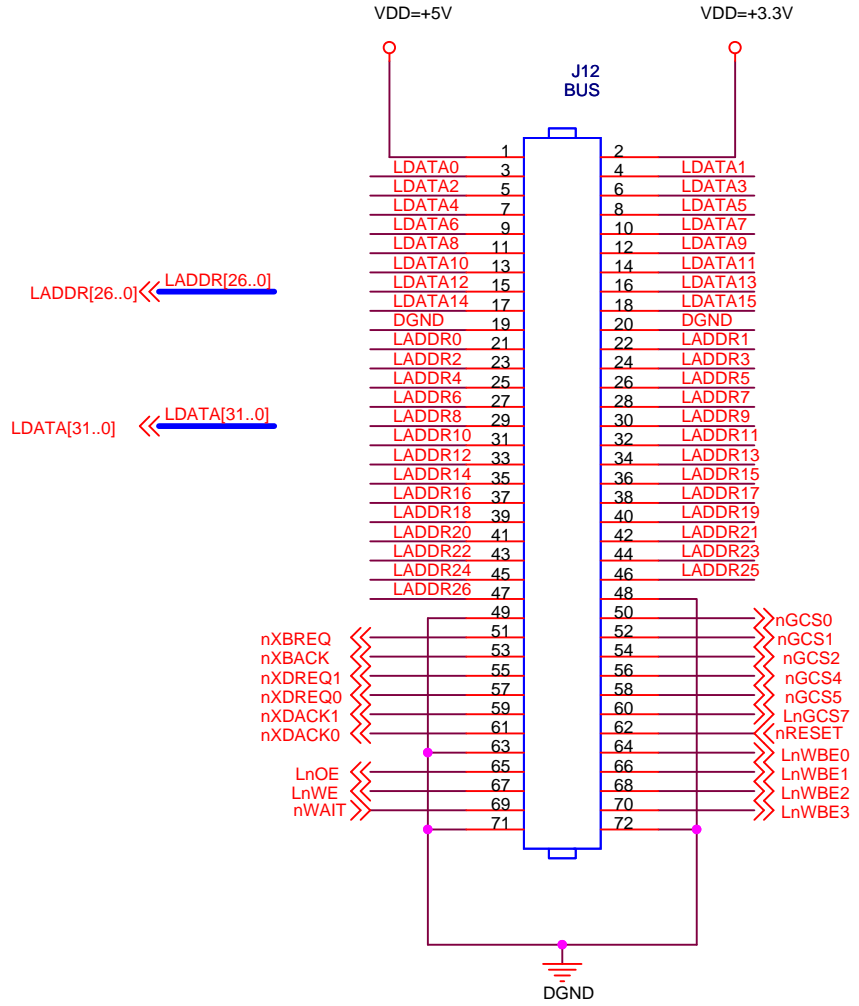 VDD=+5V VDD=+3.3V
J12
BUS
1 2
LDATA0 3 4 LDATA1
LDATA2 5 6 LDATA3
LDATA4 7 8 LDATA5
LDATA6 9 10 LDATA7
LDATA8 11 12 LDATA9
LDATA10 13 14 LDATA11
LDATA12 15 16 LDATA13
LDATA14 17 18 LDATA15
DGND 19 20 DGND
LADDR0 21 22 LADDR1
LADDR2 23 24 LADDR3
LADDR4 25 26 LADDR5
LADDR6 27 28 LADDR7
LADDR8 29 30 LADDR9
LADDR10 31 32 LADDR11
LADDR12 33 34 LADDR13
LADDR14 35 36 LADDR15
LADDR16 37 38 LADDR17
LADDR18 39 40 LADDR19
LADDR20 41 42 LADDR21
LADDR22 43 44 LADDR23
LADDR24 45 46 LADDR25
LADDR26 47 48
49 50 nGCS0
nXBREQ 51 52 nGCS1
nXBACK 53 54 nGCS2
nXDREQ1 55 56 nGCS4
nXDREQ0 57 58 nGCS5
nXDACK1 59 60 LnGCS7
nXDACK0 61 62 nRESET
63 64 LnWBE0
LnOE 65 66 LnWBE1
LnWE 67 68 LnWBE2
nWAIT 69 70 LnWBE3
71 72
DGND
LADDR[26..0] LADDR[26..0]
LDATA[31..0] LDATA[31..0]